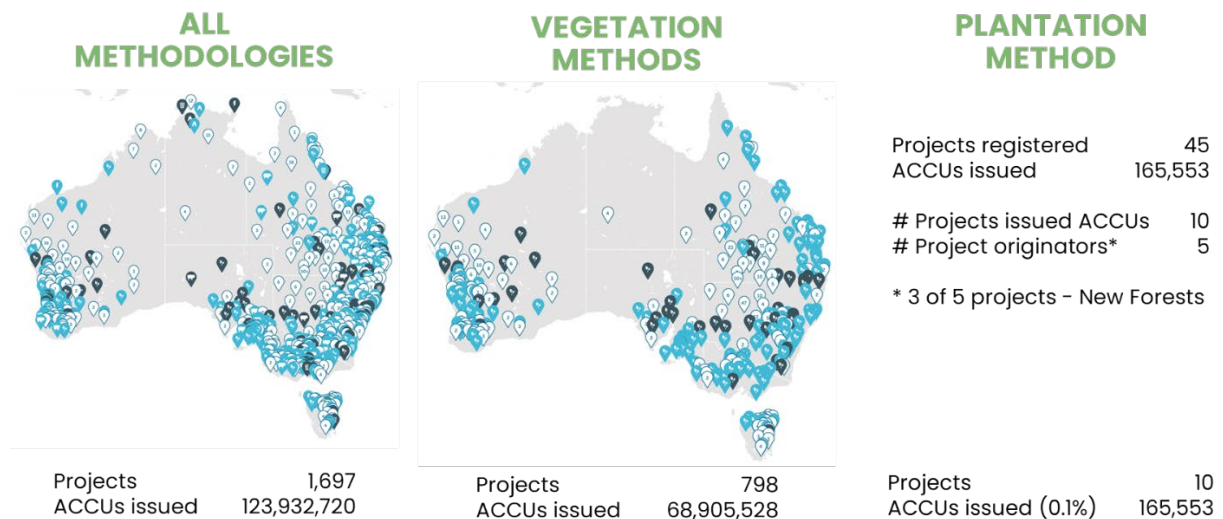 ALL
METHODOLOGIES
Projects 1,697
ACCUs issued 123,932,720
VEGETATION
METHODS
Projects 798
ACCUs issued 68,905,528
PLANTATION
METHOD
Projects registered 45
ACCUs issued 165,553
# Projects issued ACCUs 10
# Project originators* 5
* 3 of 5 projects - New Forests
Projects 10
ACCUs issued (0.1%) 165,553